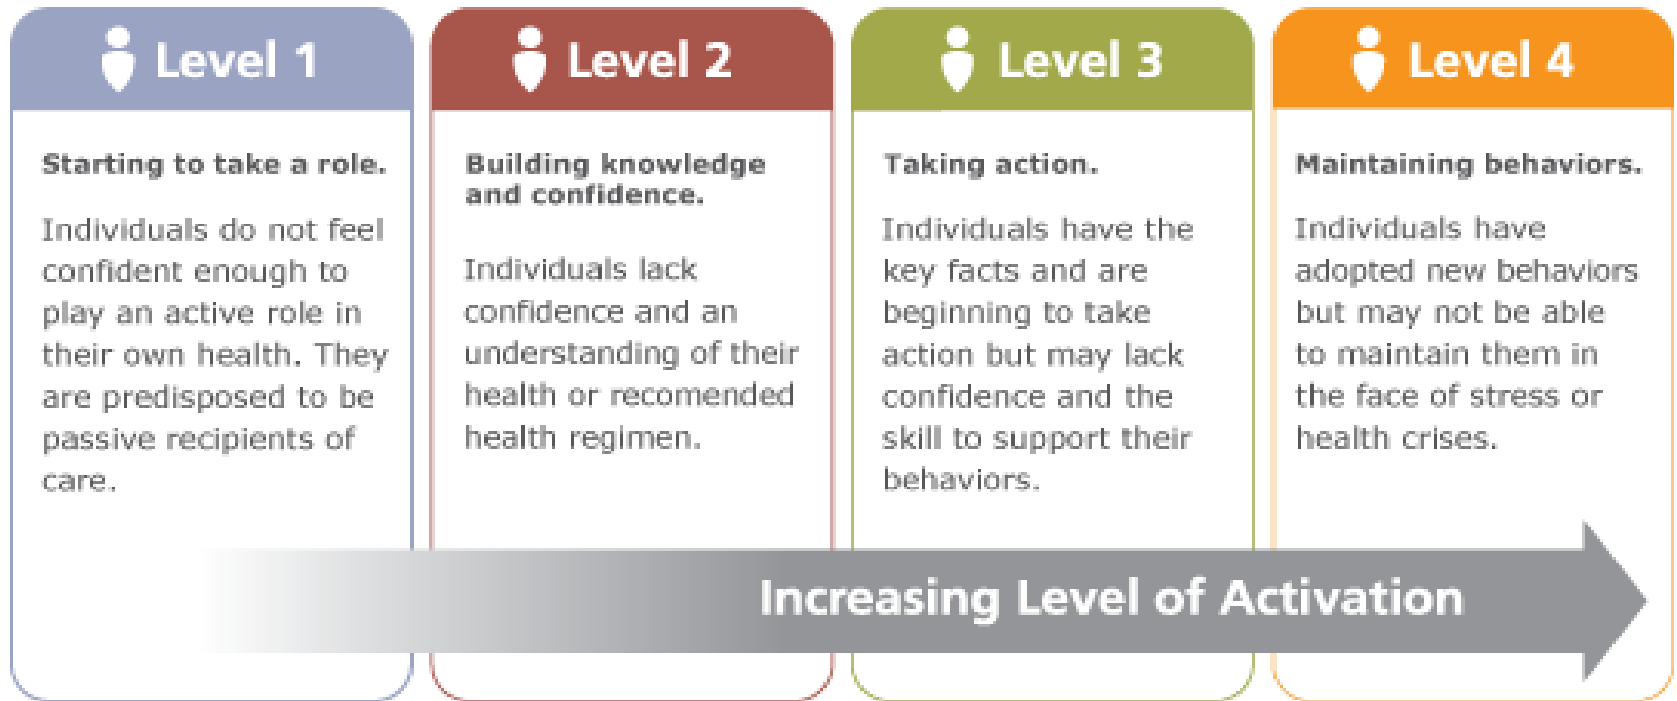 Level 1
Starting to take a role.
Individuals do not feel
confident enough to
play an active role in
their own health. They
are predisposed to be
passive recipients of
care.
Level 2
Building knowledge
and confidence.
Individuals lack
confidence and an
understanding of their
health or recomended
health regimen.
Level 3
Taking action.
Individuals have the
key facts and are
beginning to take
action but may lack
confidence and the
skill to support their
behaviors.
Level 4
Maintaining behaviors.
Individuals have
adopted new behaviors
but may not be able
to maintain them in
the face of stress or
health crises.
Increasing Level of Activation